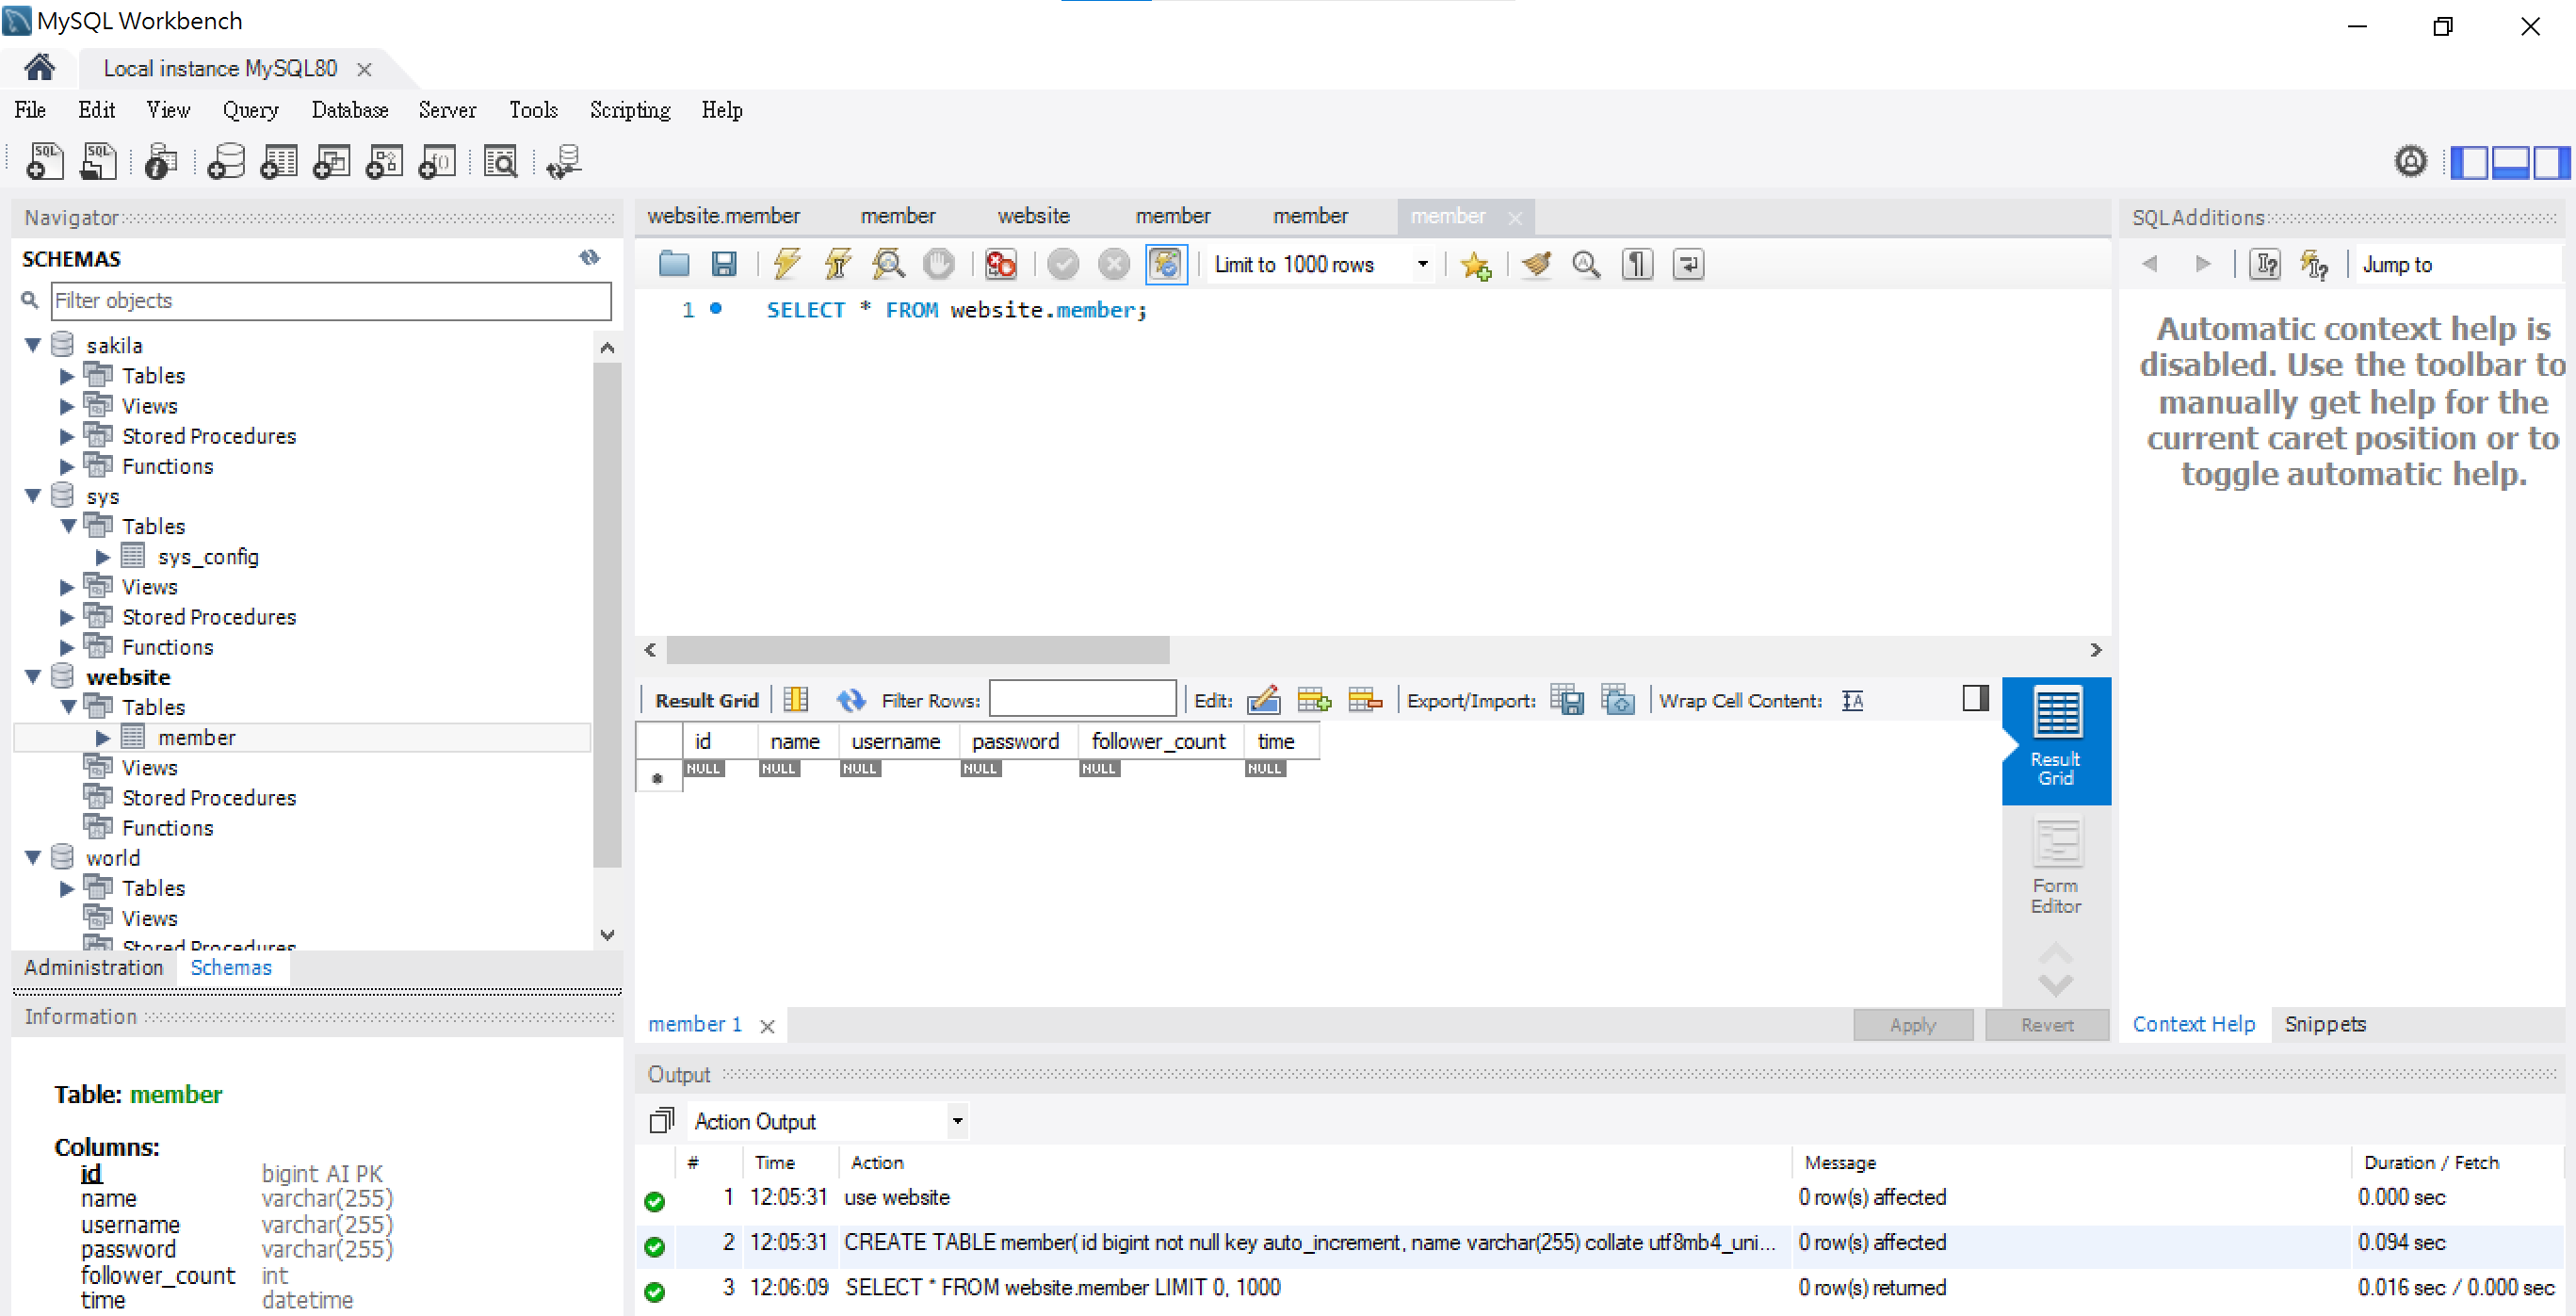 MySQL Workbench
Local instance MySQL80
File Edit View Query Database Server Tools Scripting Help
Navigator
SCHEMAS
Filter objects
sakila
Tables
Views
Stored Procedures
Functions
sys
Tables
sys_config
Views
Stored Procedures
Functions
website
Tables
member
Views
Stored Procedures
Functions
world
Tables
Views
Stored Procedures
Administration Schemas
Information
Table: member
Columns:
id bigint AI PK
name varchar(255)
username varchar(255)
password varchar(255)
follower_count int
time datetime
website.member member website member member member
Limit to 1000 rows
1 SELECT * FROM website.member;
Result Grid Filter Rows: Edit: Export/Import: Wrap Cell Content:
id name username password follower_count time
NULL NULL NULL NULL NULL NULL
Result
Grid
Form
Editor
member 1 Apply Revert
SQLAdditions
Jump to
Automatic context help is
disabled. Use the toolbar to
manually get help for the
current caret position or to
toggle automatic help.
Context Help Snippets
Output
Action Output
# Time Action Message Duration / Fetch
1 12:05:31 use website 0 row(s) affected 0.000 sec
2 12:05:31 CREATE TABLE member( id bigint not null key auto_increment, name varchar(255) collate utf8mb4_uni... 0 row(s) affected 0.094 sec
3 12:06:09 SELECT * FROM website.member LIMIT 0, 1000 0 row(s) returned 0.016 sec / 0.000 sec